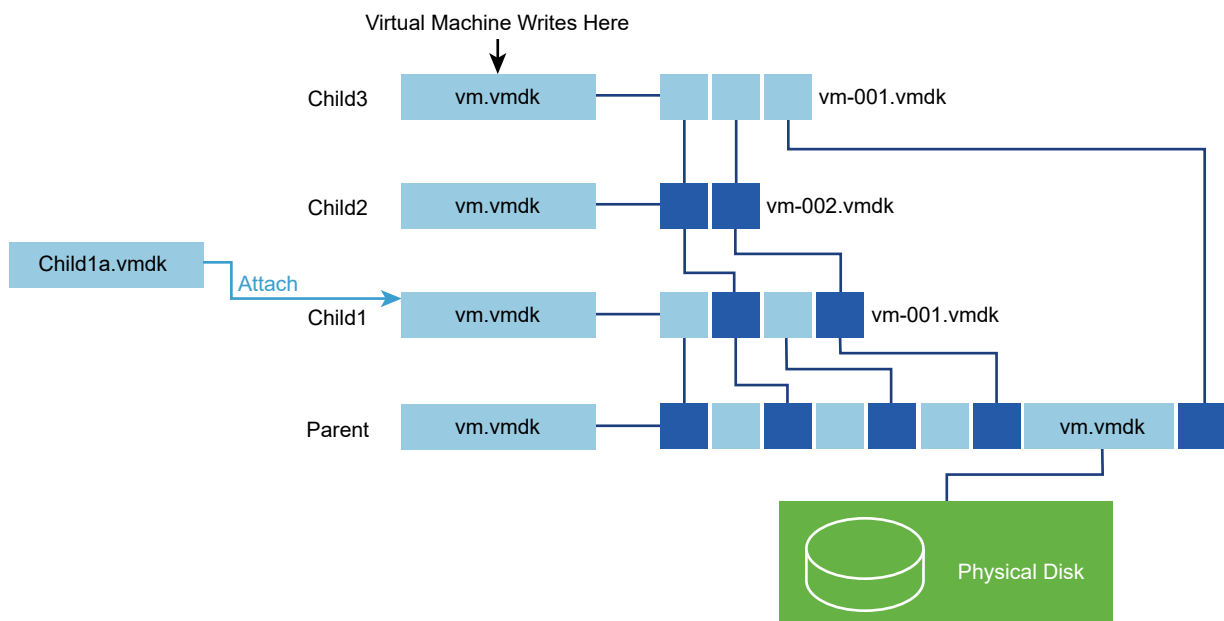 Virtual Machine Writes Here
Child3
vm.vmdk
vm-001.vmdk
Child2
vm.vmdk
vm-002.vmdk
Child1a.vmdk
Attach
Child1
vm.vmdk
vm-001.vmdk
Parent
vm.vmdk
vm.vmdk
Physical Disk